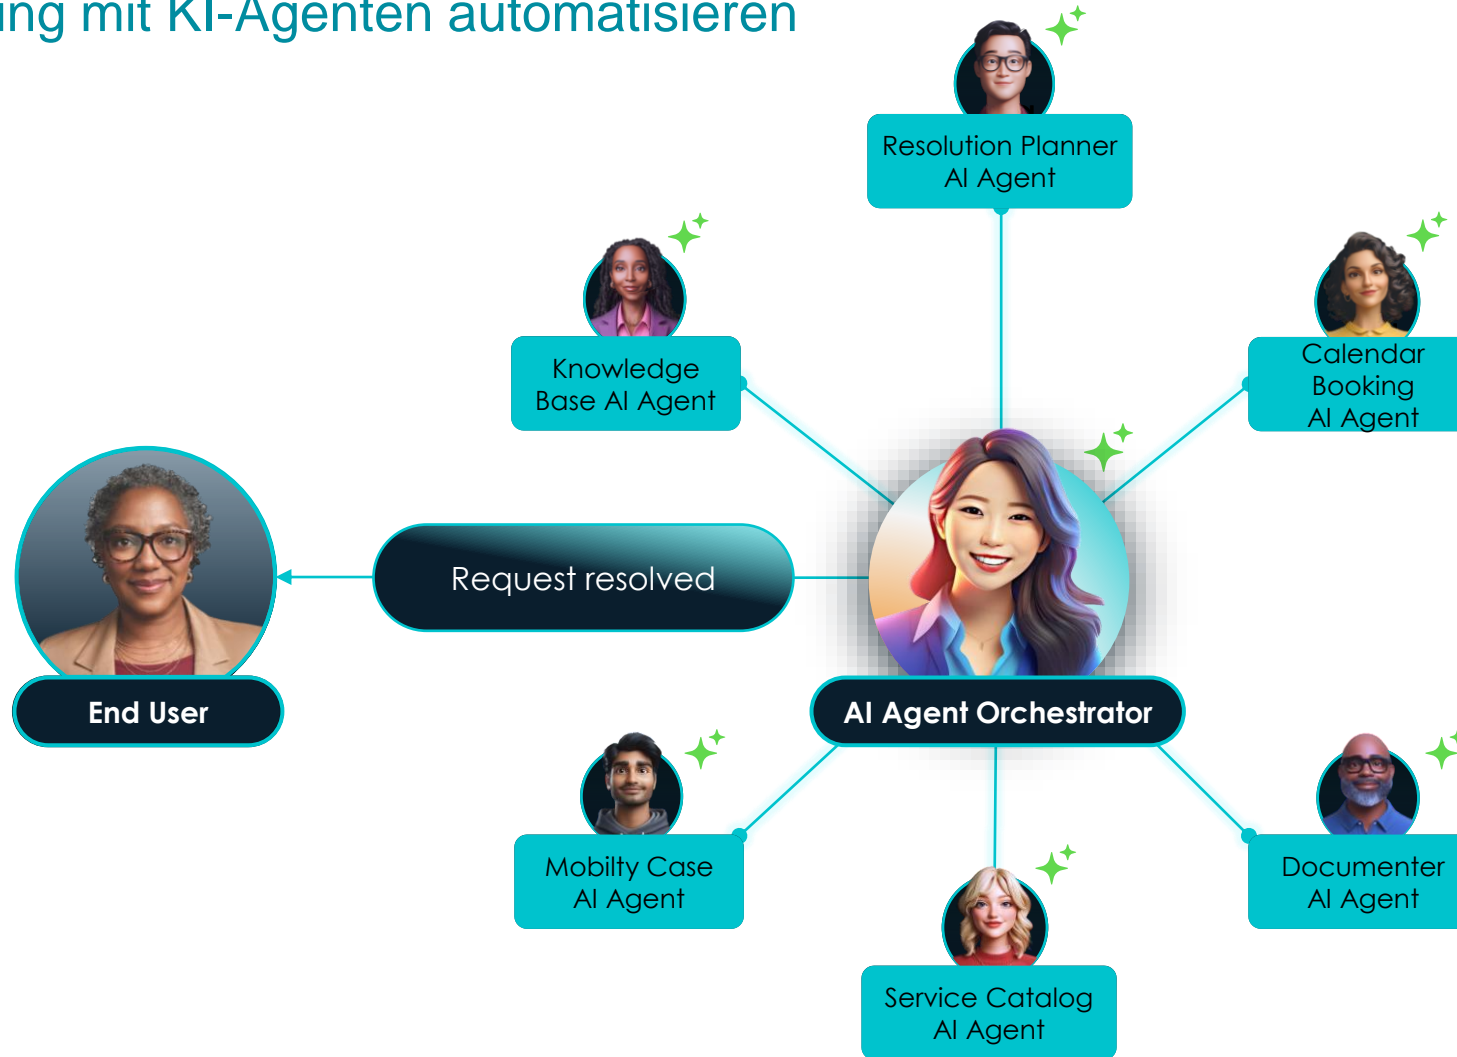 ing mit KI-Agenten automatisieren
Resolution Planner
AI Agent
Knowledge
Base AI Agent
Calendar
Booking
AI Agent
Request resolved
End User
AI Agent Orchestrator
Mobilty Case
AI Agent
Documenter
AI Agent
Service Catalog
AI Agent